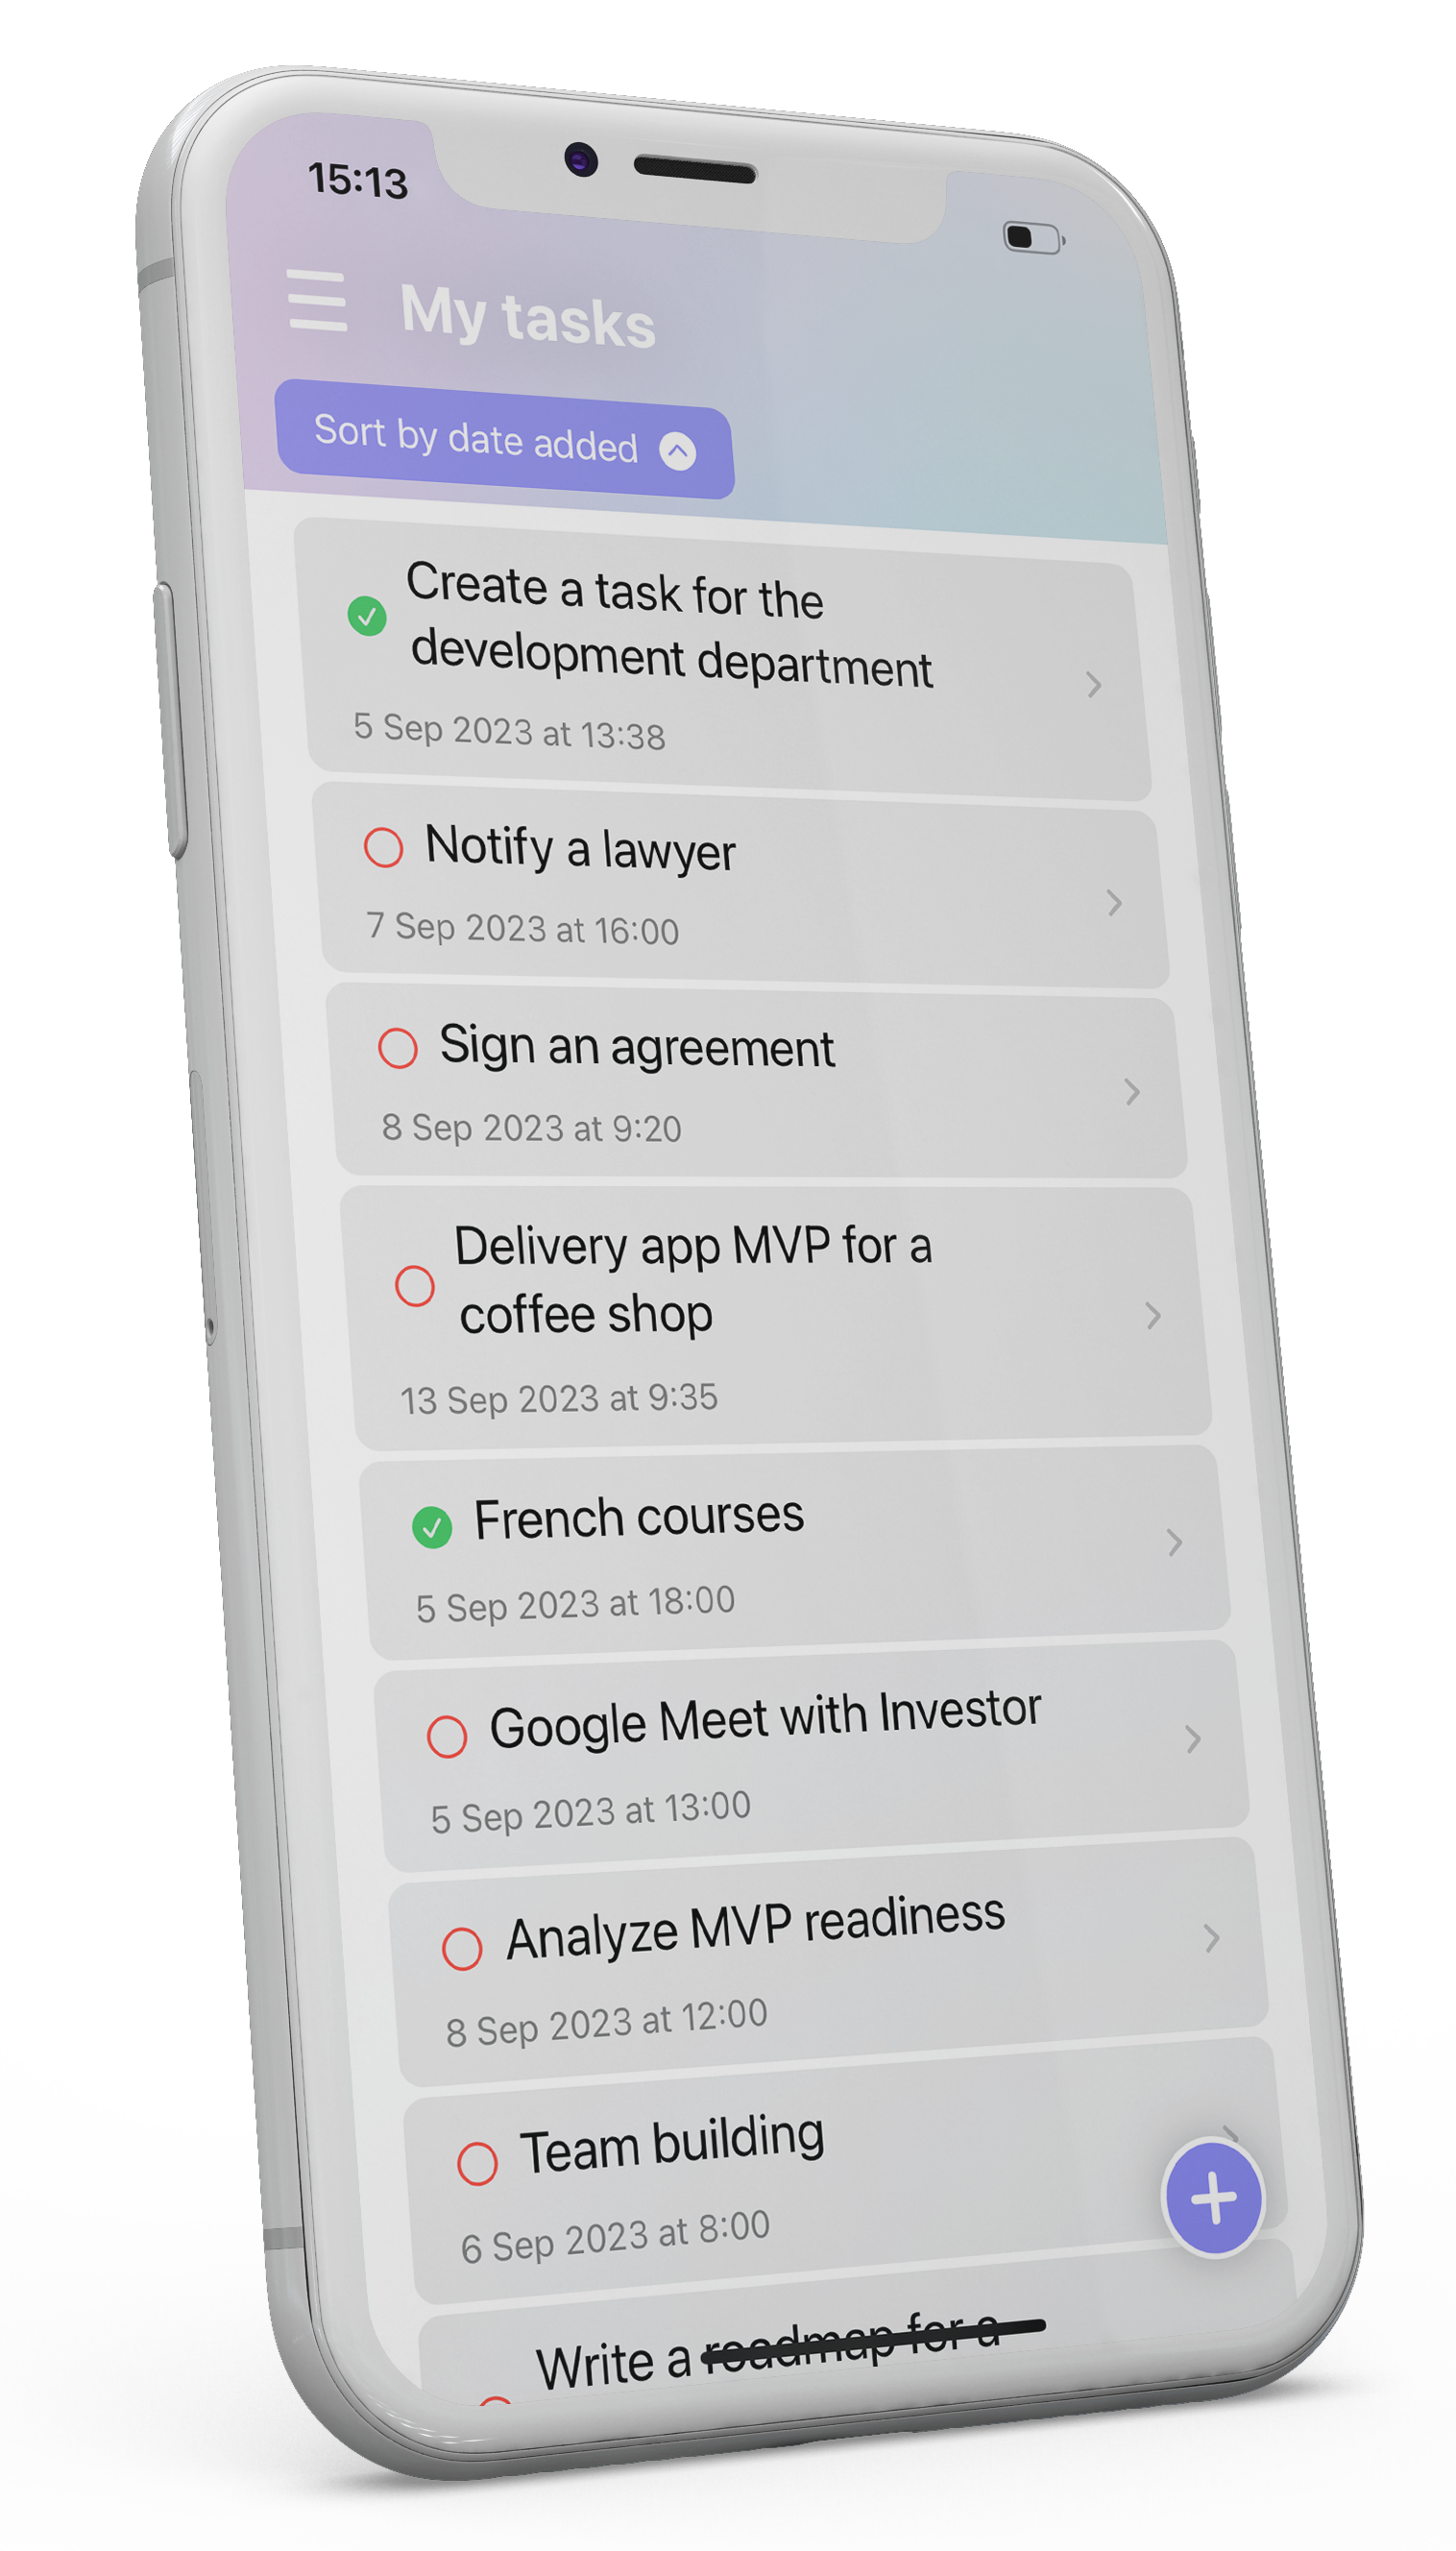 15:13
My tasks
Sort by date added
Create a task for the
development department
5 Sep 2023 at 13:38
Notify a lawyer
7 Sep 2023 at 16:00
Sign an agreement
8 Sep 2023 at 9:20
Delivery app MVP for a
coffee shop
13 Sep 2023 at 9:35
French courses
5 Sep 2023 at 18:00
Google Meet with Investor
5 Sep 2023 at 13:00
Analyze MVP readiness
8 Sep 2023 at 12:00
Team building
6 Sep 2023 at 8:00
Write a roadmap for a